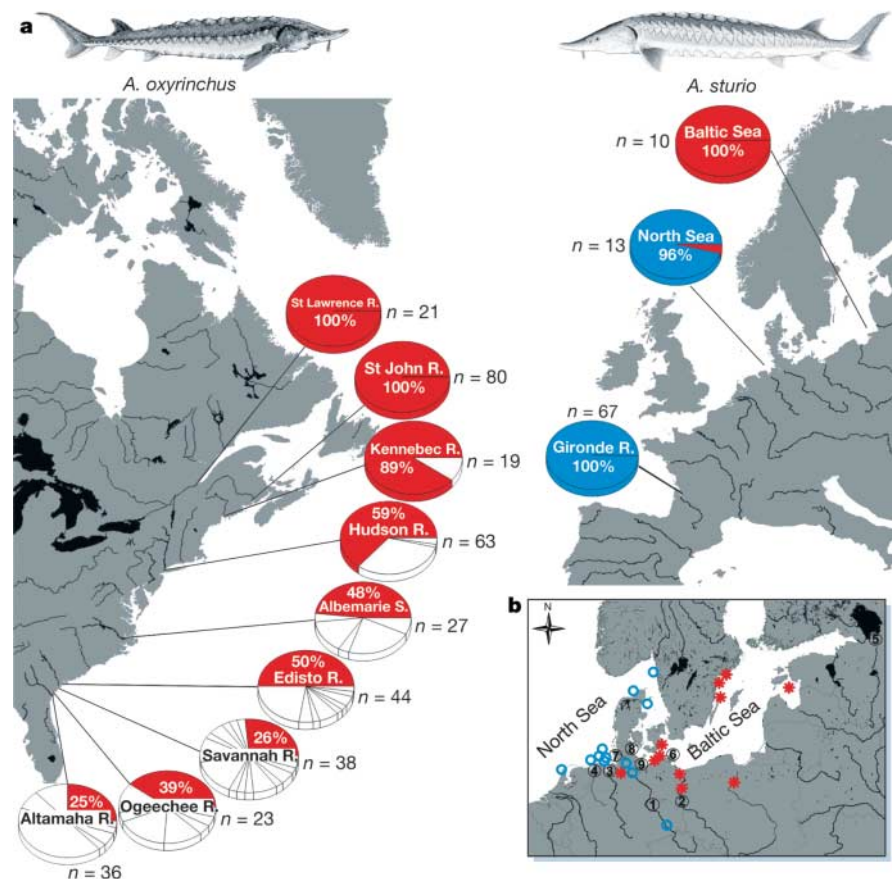 a
A. oxyrinchus
A. sturio
Baltic Sea
100%
n = 10
North Sea
96%
n = 13
n = 67
Gironde R.
100%
St Lawrence R.
100%
n = 21
St John R.
100%
n = 80
Kennebec R.
89%
n = 19
59%
Hudson R.
n = 63
48%
Albemarie S.
n = 27
50%
Edisto R.
n = 44
26%
Savannah R.
n = 38
39%
Ogeechee R.
n = 23
25%
Altamaha R.
n = 36
b
N
5
North Sea
Baltic Sea
8
7
6
4
3
9
1
2